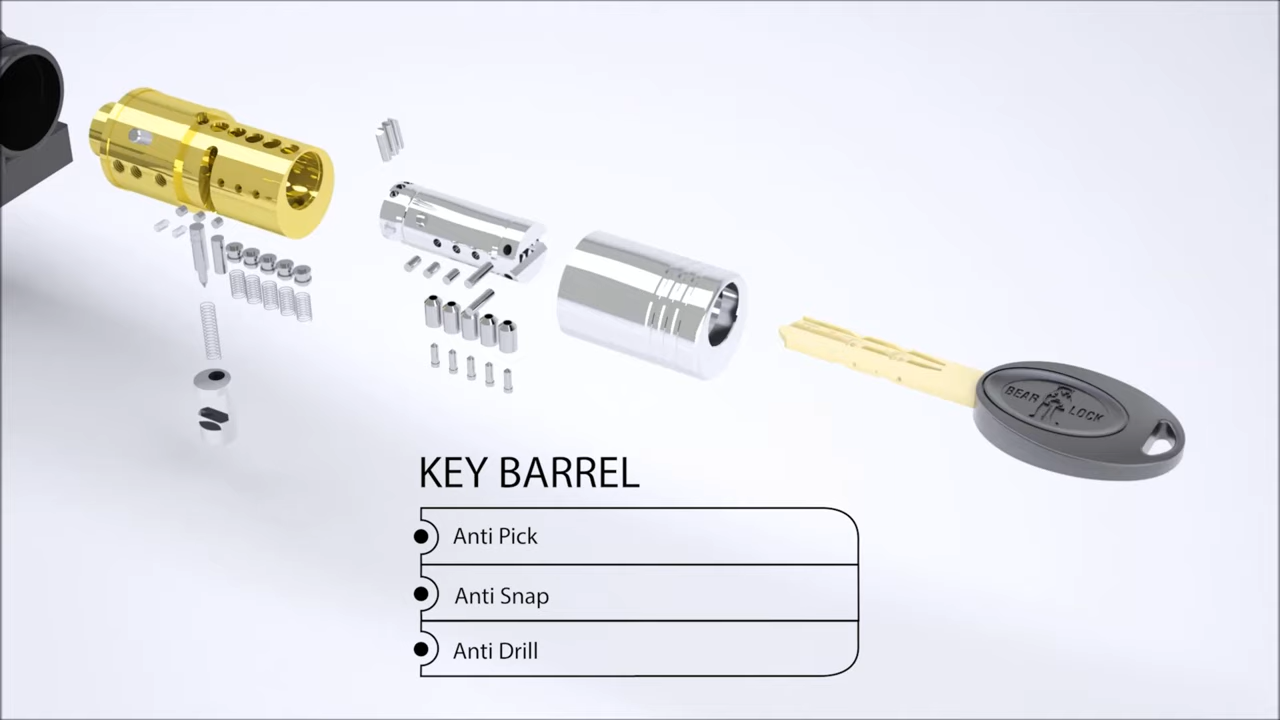 BEAR LOCK
KEY BARREL
Anti Pick
Anti Snap
Anti Drill